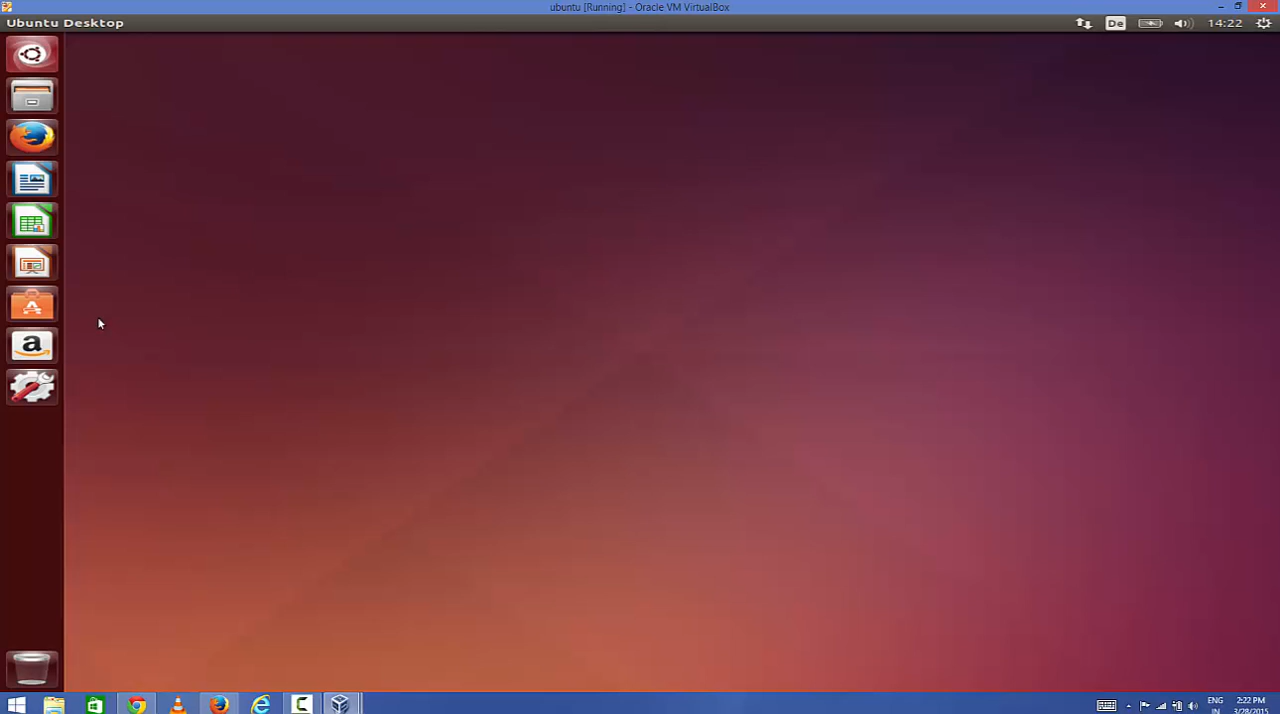 ubuntu [Running] - Oracle VM VirtualBox
Ubuntu Desktop
De
14:22
ENG
2:22 PM
IN
3/28/2015